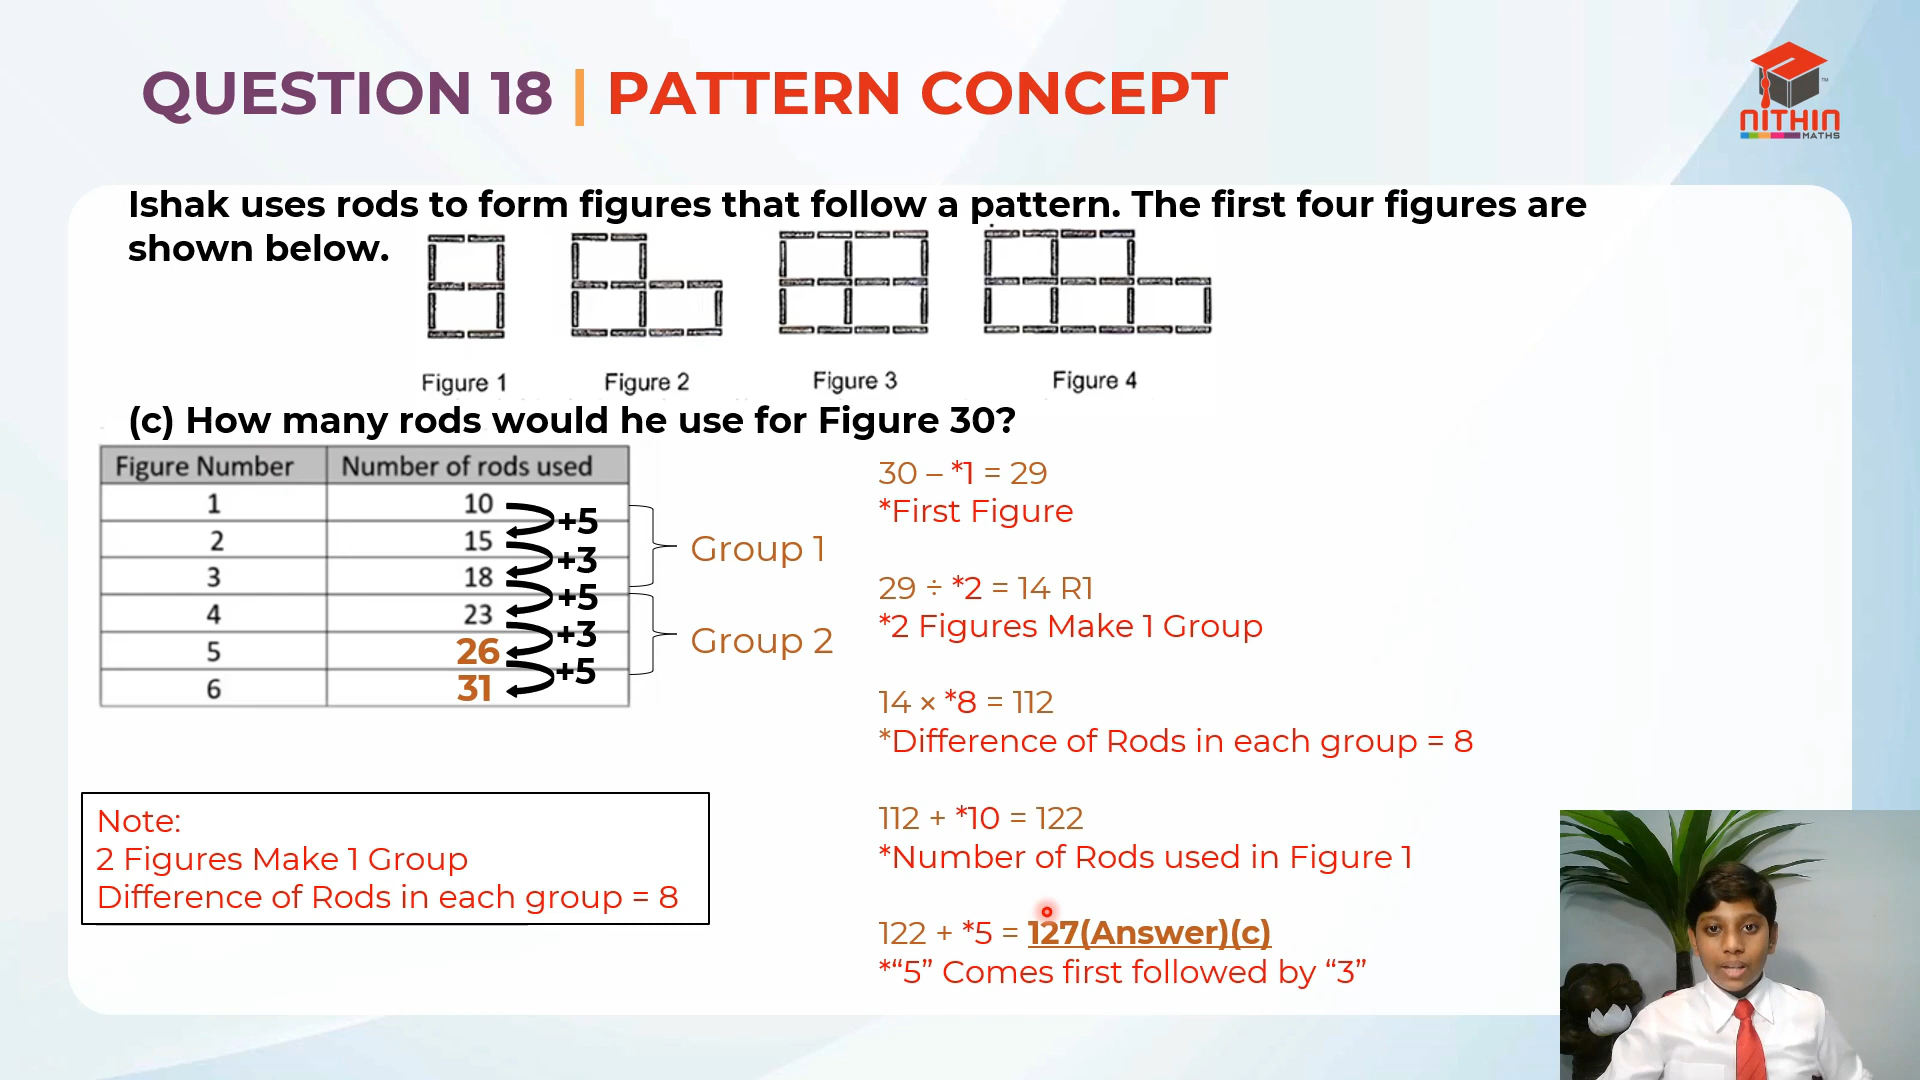 QUESTION 18 | PATTERN CONCEPT
NITHIN
MATHS
TM
Ishak uses rods to form figures that follow a pattern. The first four figures are
shown below.
Figure 1
Figure 2
Figure 3
Figure 4
(c) How many rods would he use for Figure 30?
Figure Number Number of rods used
1 10
2 15
3 18
4 23
5 26
6 31
+5
+3
+5
+3
+5
Group 1
Group 2
Note:
2 Figures Make 1 Group
Difference of Rods in each group = 8
30 – *1 = 29
*First Figure
29 ÷ *2 = 14 R1
*2 Figures Make 1 Group
14 × *8 = 112
*Difference of Rods in each group = 8
112 + *10 = 122
*Number of Rods used in Figure 1
122 + *5 = 127(Answer)(c)
*“5” Comes first followed by “3”